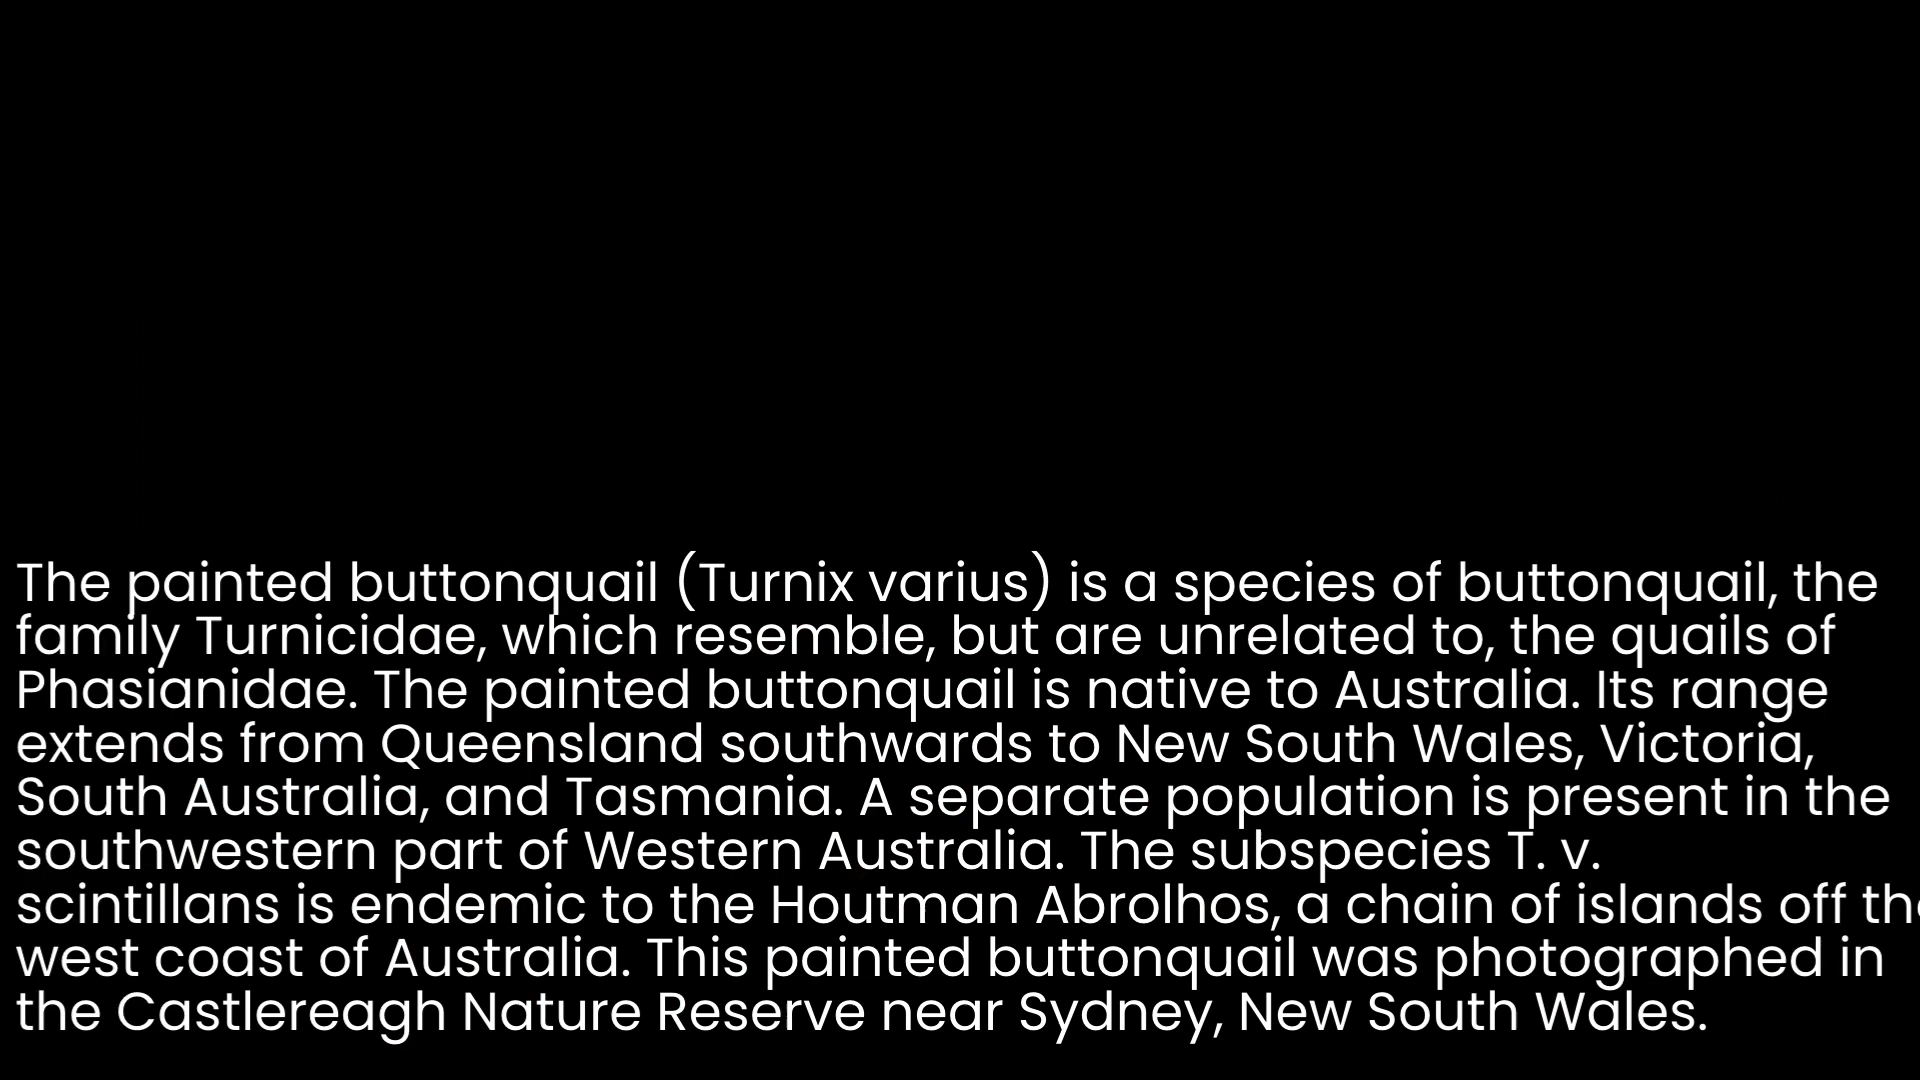 The painted buttonquail (Turnix varius) is a species of buttonquail, the
family Turnicidae, which resemble, but are unrelated to, the quails of
Phasianidae. The painted buttonquail is native to Australia. Its range
extends from Queensland southwards to New South Wales, Victoria,
South Australia, and Tasmania. A separate population is present in the
southwestern part of Western Australia. The subspecies T. v.
scintillans is endemic to the Houtman Abrolhos, a chain of islands off the
west coast of Australia. This painted buttonquail was photographed in
the Castlereagh Nature Reserve near Sydney, New South Wales.